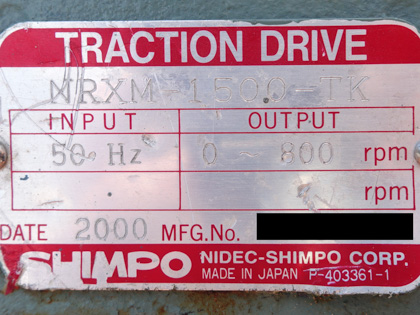 TRACTION DRIVE
NRXM-1500-TK
INPUT OUTPUT
50 Hz 0 ~ 800 rpm
rpm
DATE 2000 MFG.No.
SHIMPO NIDEC-SHIMPO CORP.
MADE IN JAPAN P-403361-1